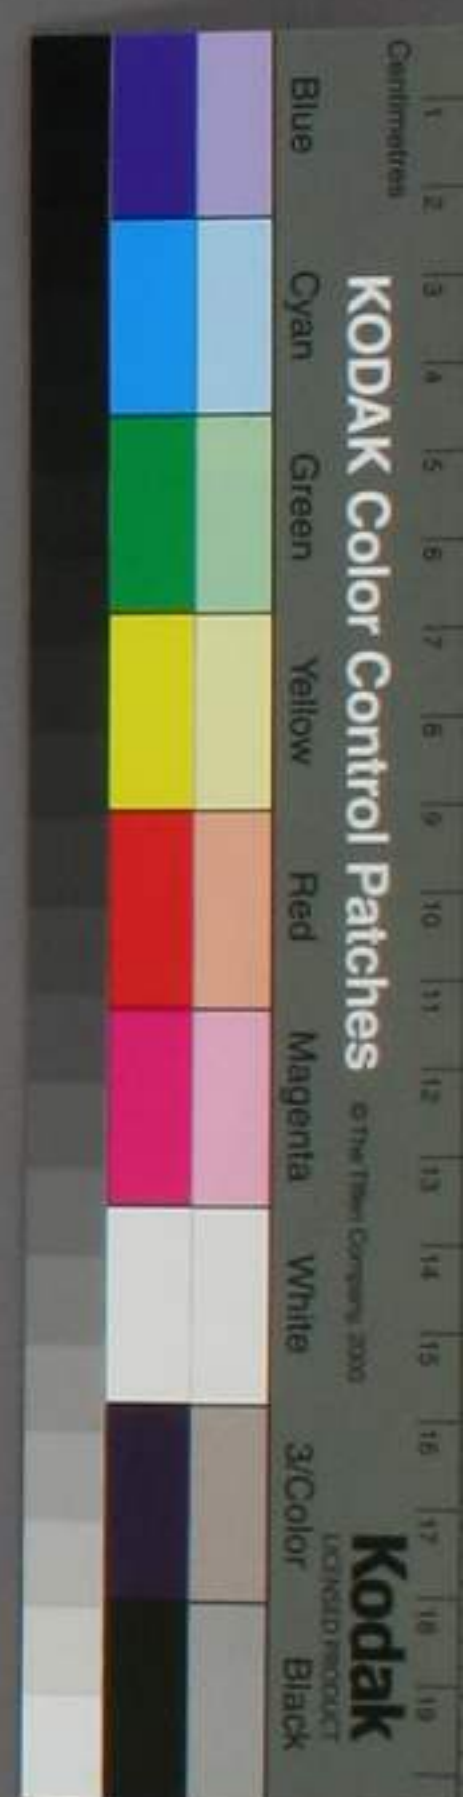 Centimetres
1 2 3 4 5 6 7 8 9 10 11 12 13 14 15 16 17 18 19
KODAK Color Control Patches
© The Tiffen Company, 2000
Kodak
LICENSED PRODUCT
Blue Cyan Green Yellow Red Magenta White 3/Color Black